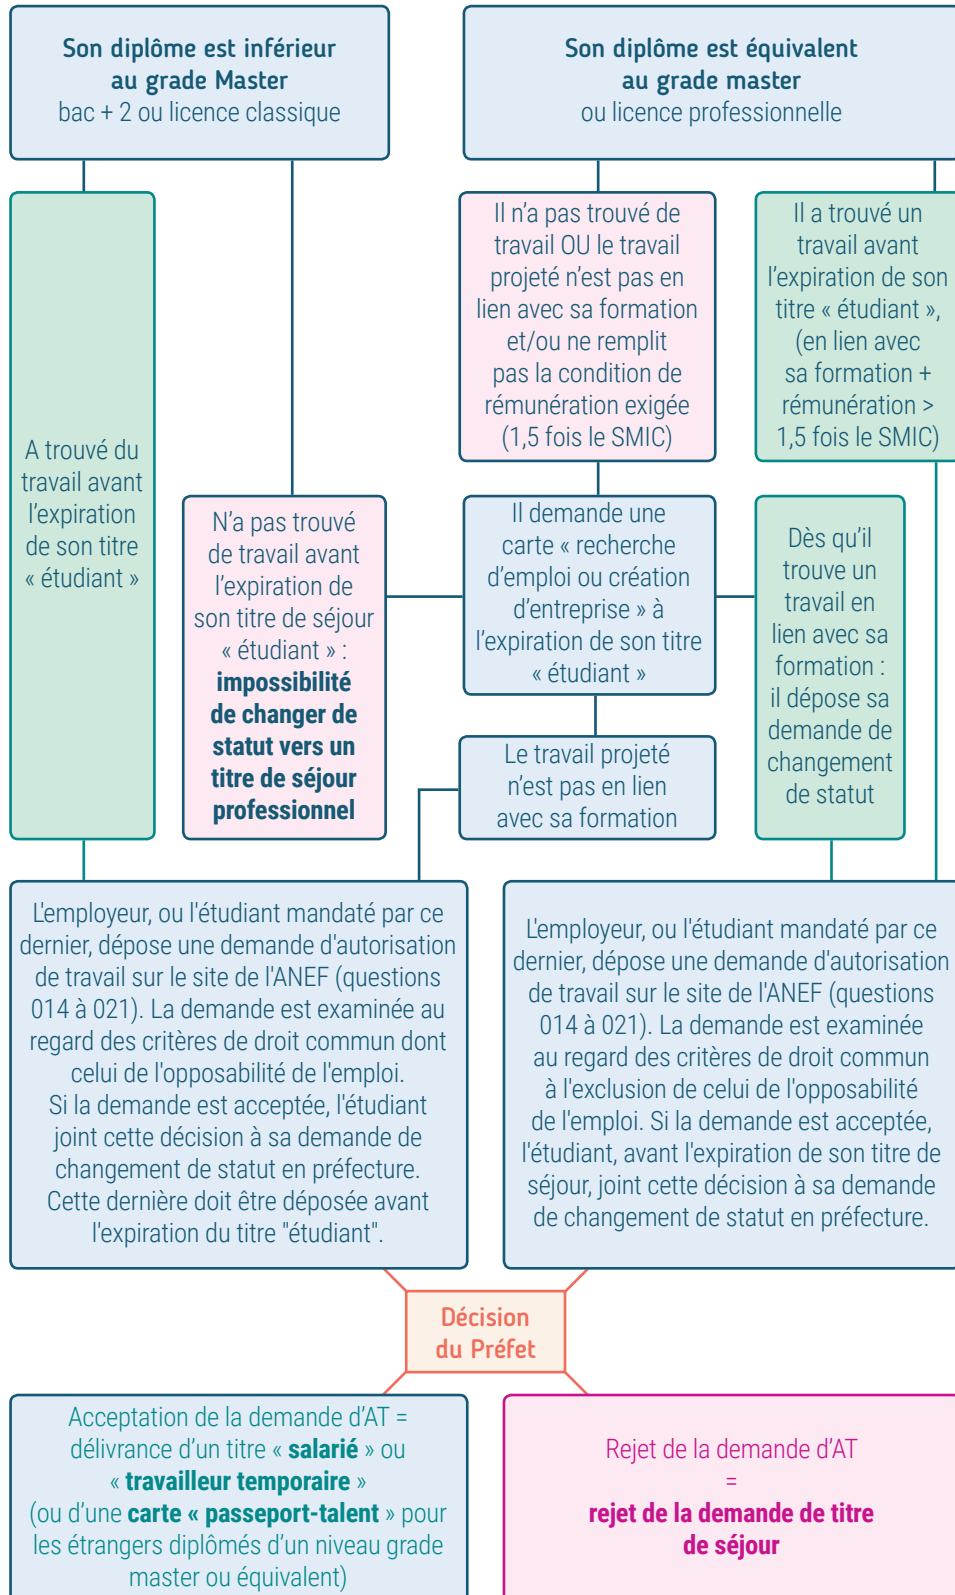 Son diplôme est inférieur
au grade Master
bac + 2 ou licence classique
Son diplôme est équivalent
au grade master
ou licence professionnelle
A trouvé du
travail avant
l'expiration
de son titre
« étudiant »
N'a pas trouvé
de travail avant
l'expiration de
son titre de séjour
« étudiant » :
impossibilité
de changer de
statut vers un
titre de séjour
professionnel
Il n'a pas trouvé de
travail OU le travail
projeté n'est pas en
lien avec sa formation
et/ou ne remplit
pas la condition de
rémunération exigée
(1,5 fois le SMIC)
Il a trouvé un
travail avant
l'expiration de son
titre « étudiant »,
(en lien avec
sa formation +
rémunération >
1,5 fois le SMIC)
Il demande une
carte « recherche
d'emploi ou création
d'entreprise » à
l'expiration de son titre
« étudiant »
Dès qu'il
trouve un
travail en
lien avec sa
formation :
il dépose sa
demande de
changement
de statut
Le travail projeté
n'est pas en lien
avec sa formation
L'employeur, ou l'étudiant mandaté par ce
dernier, dépose une demande d'autorisation
de travail sur le site de l'ANEF (questions
014 à 021). La demande est examinée au
regard des critères de droit commun dont
celui de l'opposabilité de l'emploi.
Si la demande est acceptée, l'étudiant
joint cette décision à sa demande de
changement de statut en préfecture.
Cette dernière doit être déposée avant
l'expiration du titre "étudiant".
L'employeur, ou l'étudiant mandaté par ce
dernier, dépose une demande d'autorisation
de travail sur le site de l'ANEF (questions
014 à 021). La demande est examinée
au regard des critères de droit commun
à l'exclusion de celui de l'opposabilité
de l'emploi. Si la demande est acceptée,
l'étudiant, avant l'expiration de son titre de
séjour, joint cette décision à sa demande
de changement de statut en préfecture.
Décision
du Préfet
Acceptation de la demande d'AT =
délivrance d'un titre « salarié » ou
« travailleur temporaire »
(ou d'une carte « passeport-talent » pour
les étrangers diplômés d'un niveau grade
master ou équivalent)
Rejet de la demande d'AT
=
rejet de la demande de titre
de séjour